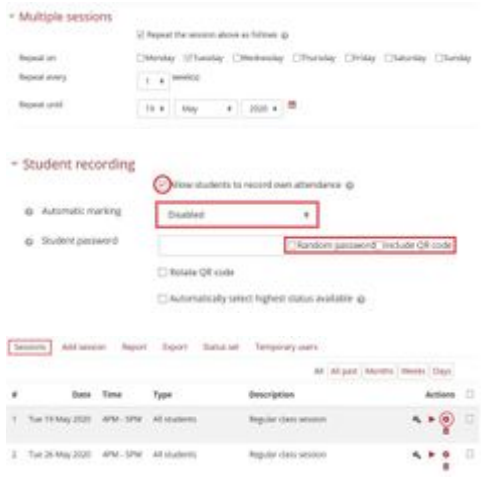 Multiple sessions
Repeat the session above as follows
Repeat on Monday Tuesday Wednesday Thursday Friday Saturday Sunday
Repeat every 1 week(s)
Repeat until 19 May 2020
Student recording
Allow students to record own attendance
Automatic marking Disabled
Student password Random password Include QR code
Rotate QR code
Automatically select highest status available
Sessions Add session Report Export Status set Temporary users
All All past Months Weeks Days
# Date Time Type Description Actions
1 Tue 19 May 2020 4PM - 5PM All students Regular class session
2 Tue 26 May 2020 4PM - 5PM All students Regular class session